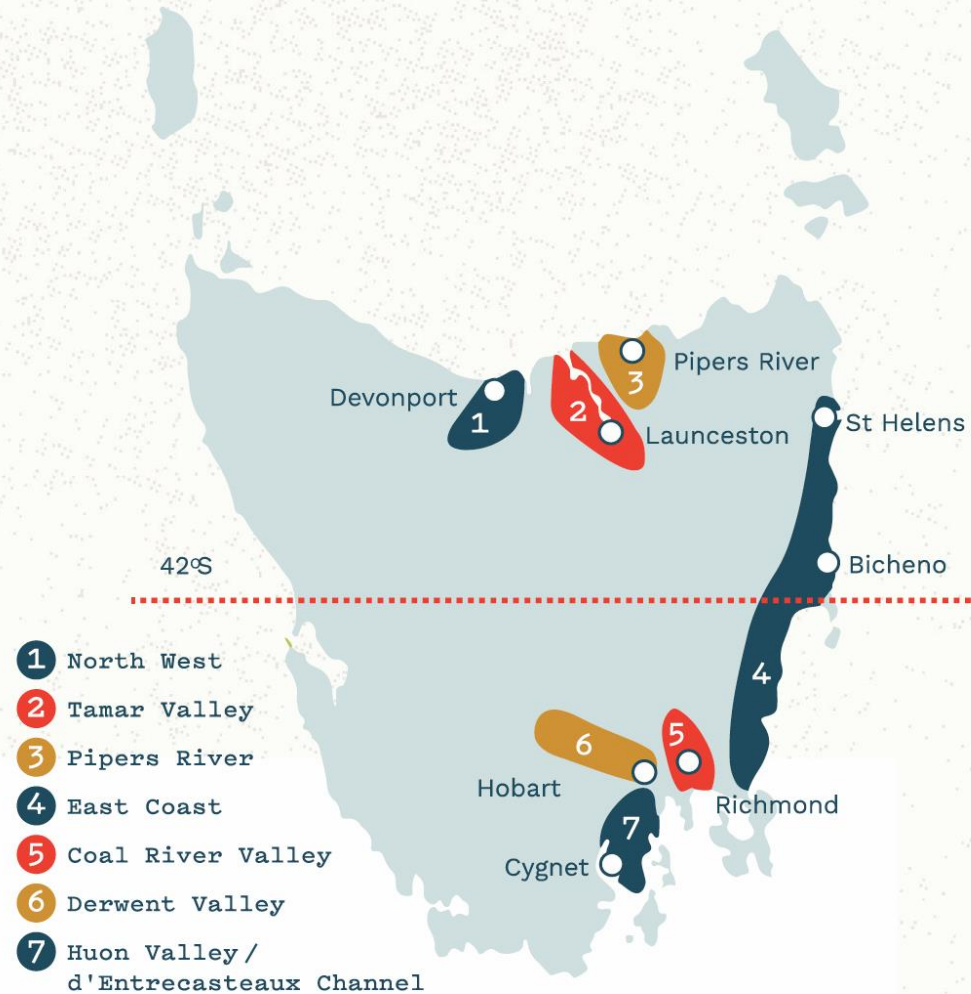 Devonport
1
2
3
Pipers River
Launceston
St Helens
42ºS
Bicheno
4
5
6
Hobart
Richmond
7
Cygnet
1 North West
2 Tamar Valley
3 Pipers River
4 East Coast
5 Coal River Valley
6 Derwent Valley
7 Huon Valley/
d'Entrecasteaux Channel